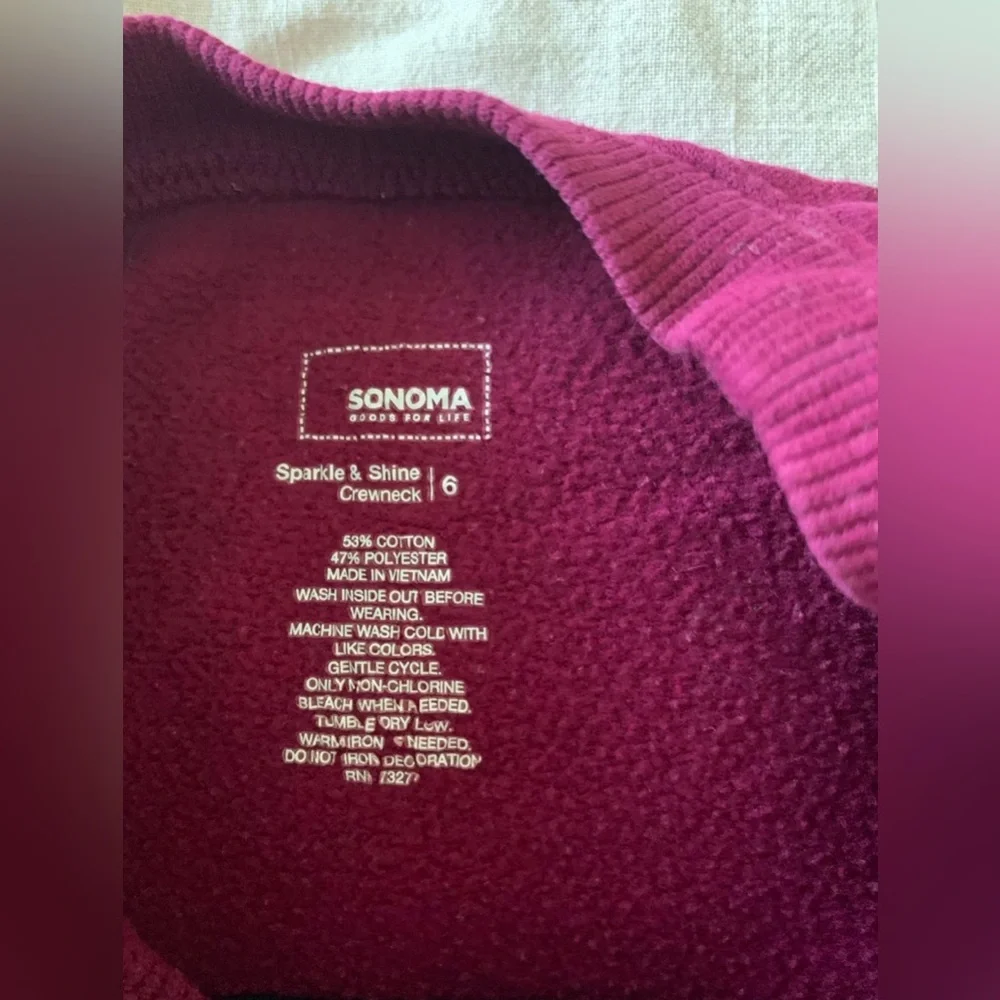 SONOMA
GOODS FOR LIFE
Sparkle & Shine
Crewneck | 6
53% COTTON
47% POLYESTER
MADE IN VIETNAM
WASH INSIDE OUT BEFORE
WEARING.
MACHINE WASH COLD WITH
LIKE COLORS.
GENTLE CYCLE.
ONLY NON-CHLORINE
BLEACH WHEN NEEDED.
TUMBLE DRY LOW.
WARM IRON NEEDED.
DO NOT IRON DECORATION